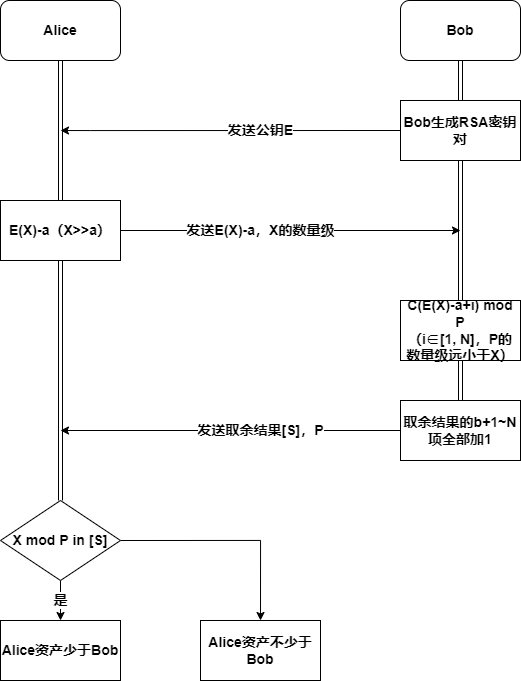 Alice
Bob
Bob生成RSA密钥
对
发送公钥E
E(X)-a（X>>a）
发送E(X)-a，X的数量级
C(E(X)-a+i) mod
P
（i∈[1, N]，P的
数量级远小于X）
取余结果的b+1~N
项全部加1
发送取余结果[S]，P
X mod P in [S]
是
Alice资产少于Bob
Alice资产不少于
Bob